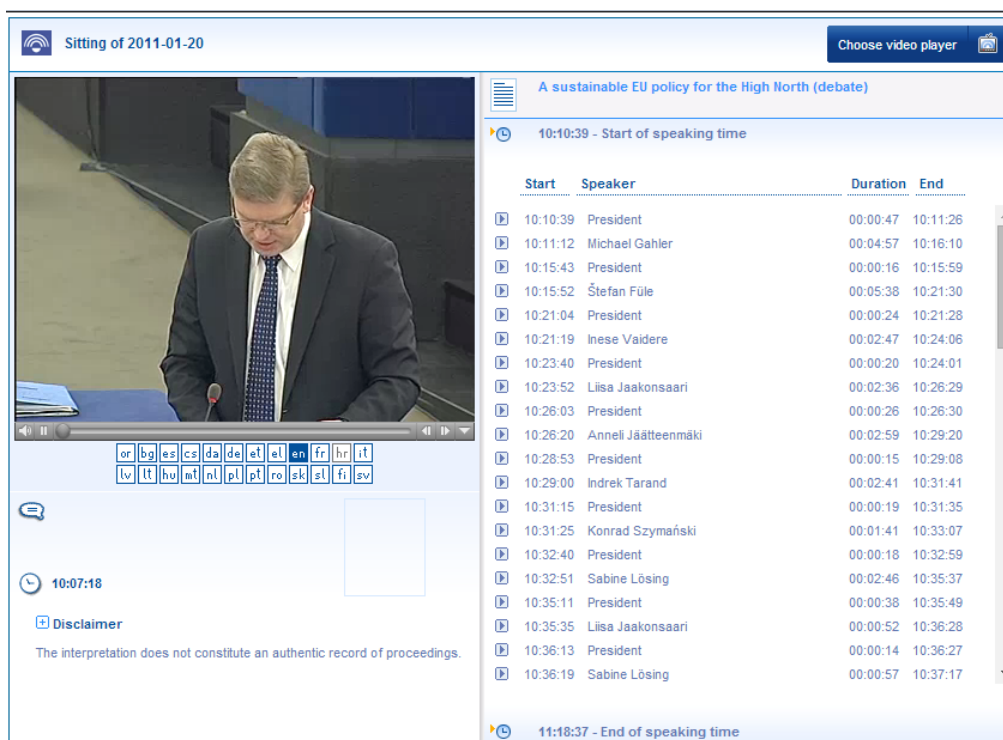 Sitting of 2011-01-20
Choose video player
A sustainable EU policy for the High North (debate)
10:10:39 - Start of speaking time
Start Speaker Duration End
10:10:39 President 00:00:47 10:11:26
10:11:12 Michael Gahler 00:04:57 10:16:10
10:15:43 President 00:00:16 10:15:59
10:15:52 Štefan Füle 00:05:38 10:21:30
10:21:04 President 00:00:24 10:21:28
10:21:19 Inese Vaidere 00:02:47 10:24:06
10:23:40 President 00:00:20 10:24:01
10:23:52 Liisa Jaakonsaari 00:02:36 10:26:29
10:26:03 President 00:00:26 10:26:30
10:26:20 Anneli Jäätteenmäki 00:02:59 10:29:20
10:28:53 President 00:00:15 10:29:08
10:29:00 Indrek Tarand 00:02:41 10:31:41
10:31:15 President 00:00:19 10:31:35
10:31:25 Konrad Szymański 00:01:41 10:33:07
10:32:40 President 00:00:18 10:32:59
10:32:51 Sabine Lösing 00:02:46 10:35:37
10:35:11 President 00:00:38 10:35:49
10:35:35 Liisa Jaakonsaari 00:00:52 10:36:28
10:36:13 President 00:00:14 10:36:27
10:36:19 Sabine Lösing 00:00:57 10:37:17
11:18:37 - End of speaking time
or bg es cs da de et el en fr hr it
lv lt hu mt nl pl pt ro sk sl fi sv
10:07:18
Disclaimer
The interpretation does not constitute an authentic record of proceedings.